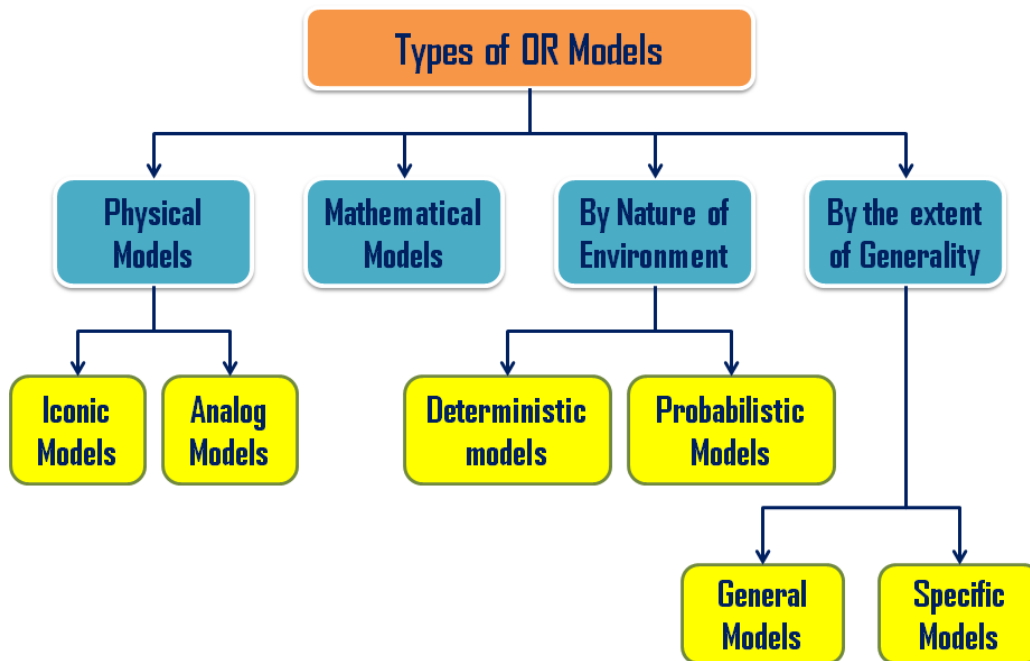 Types of OR Models
Physical
Models
Mathematical
Models
By Nature of
Environment
By the extent
of Generality
Iconic
Models
Analog
Models
Deterministic
models
Probabilistic
Models
General
Models
Specific
Models